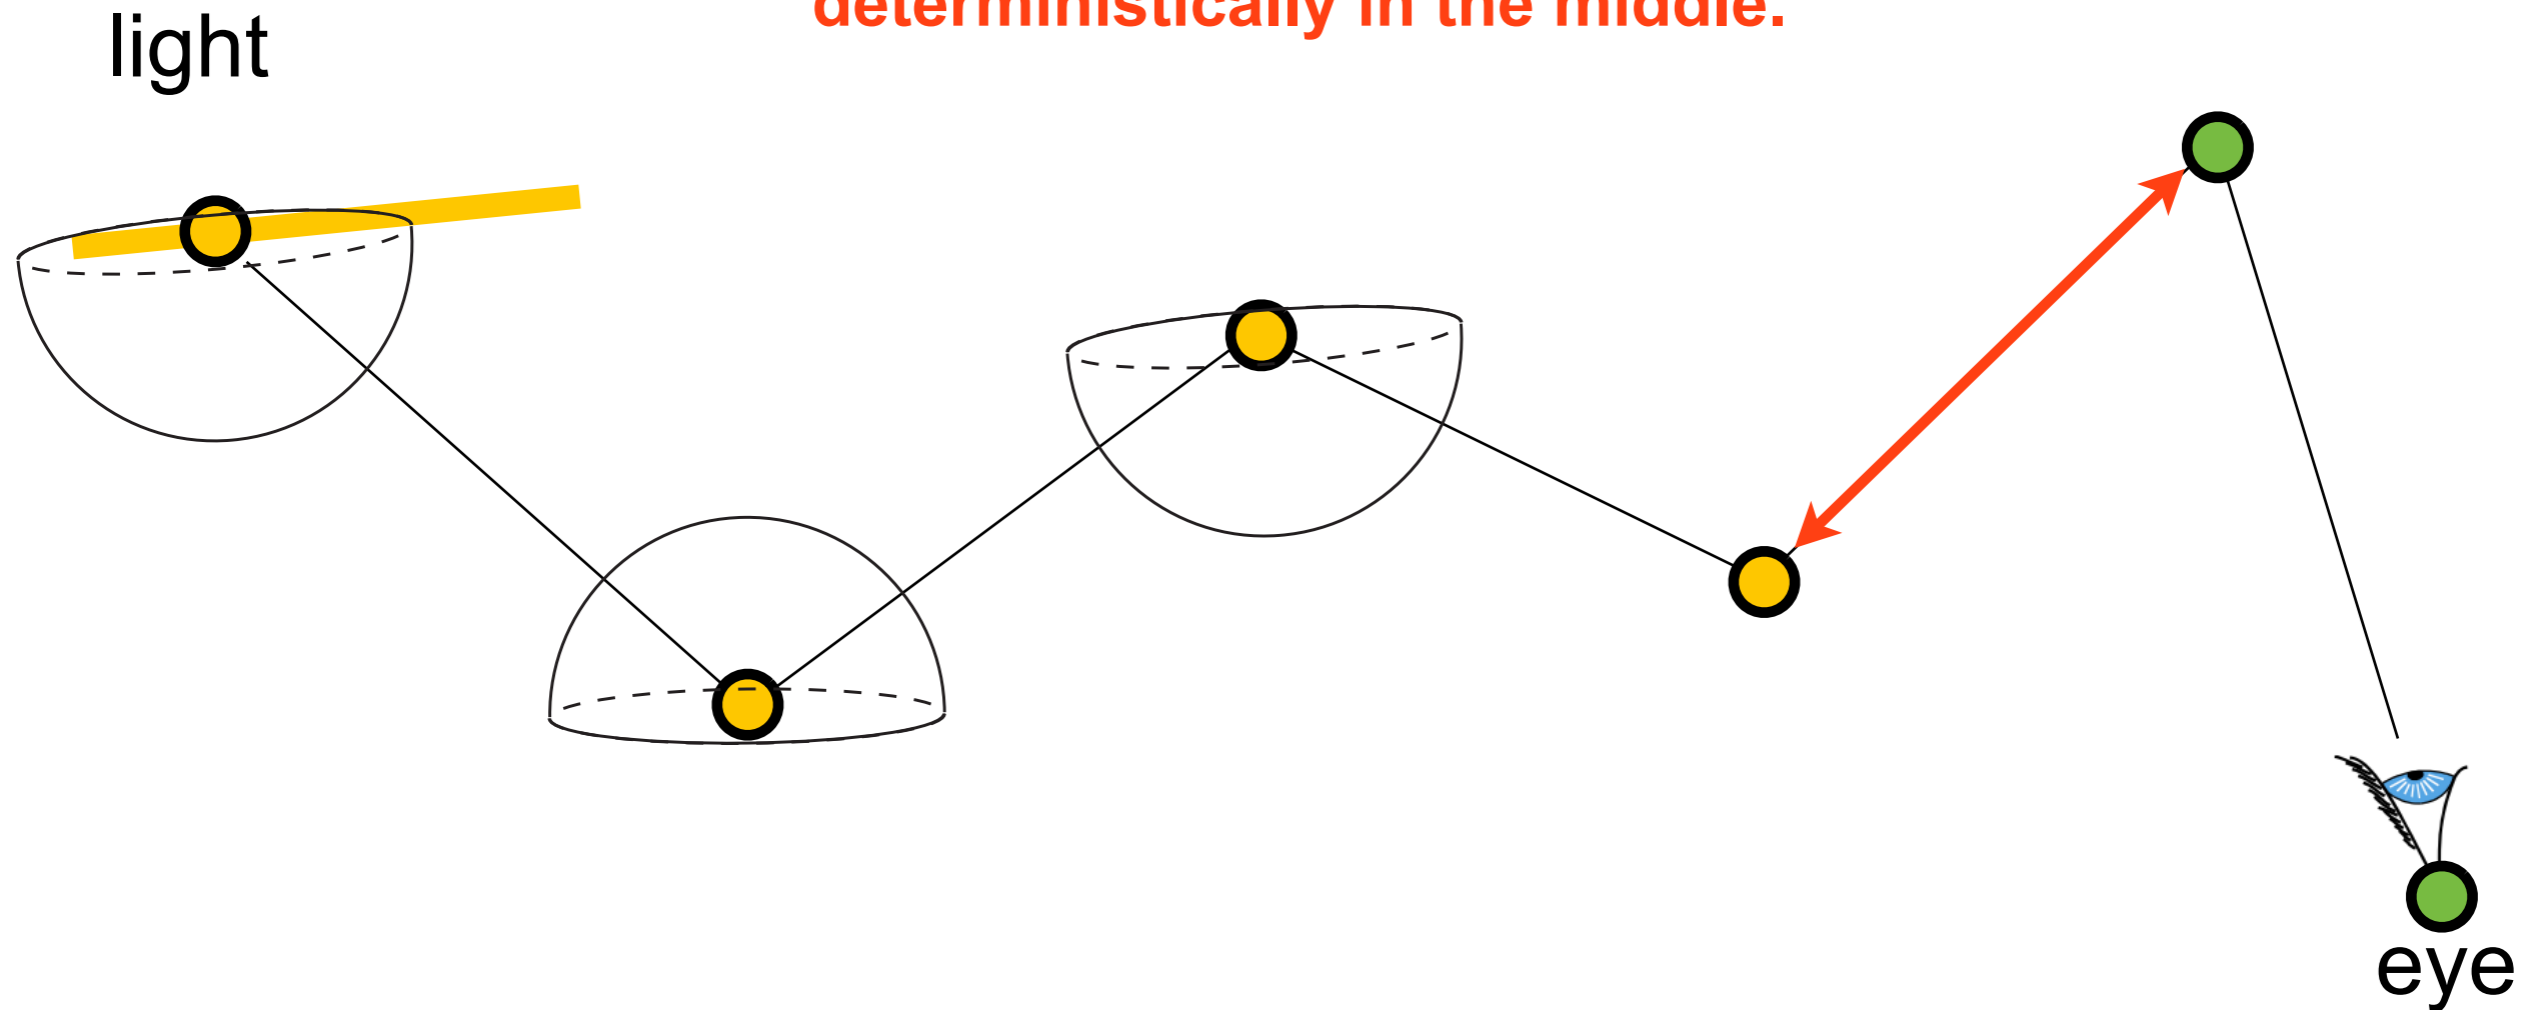 deterministically in the middle.
light
eye